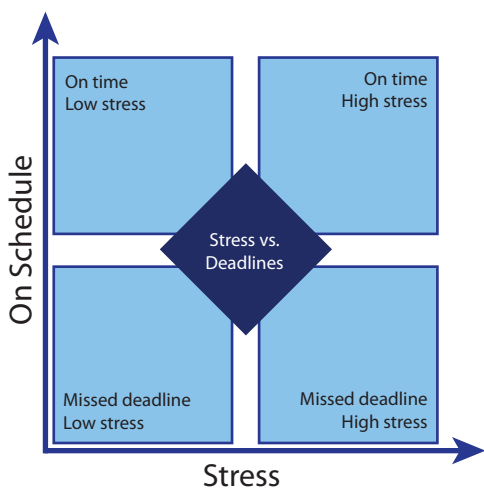 On time
Low stress
On time
High stress
Stress vs.
Deadlines
On Schedule
Missed deadline
Low stress
Missed deadline
High stress
Stress